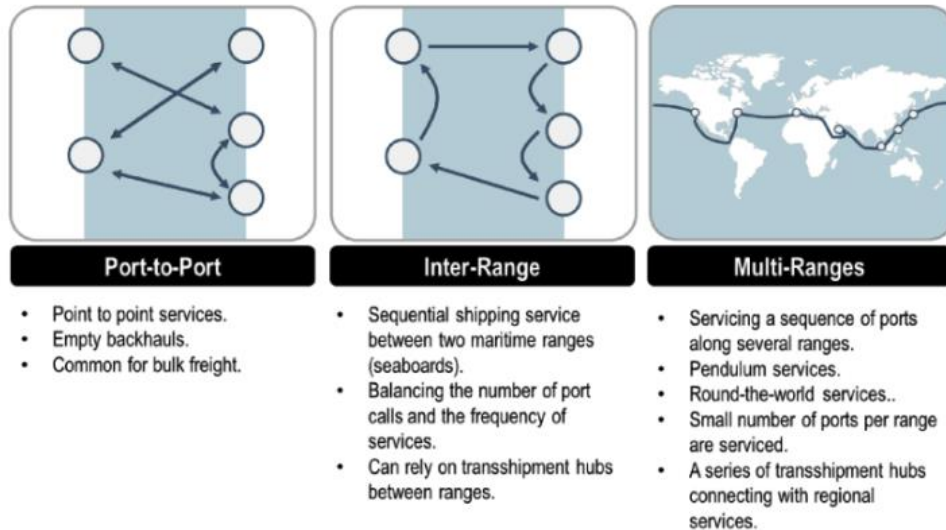 Port-to-Port
• Point to point services.
• Empty backhauls.
• Common for bulk freight.
Inter-Range
• Sequential shipping service
between two maritime ranges
(seaboards).
• Balancing the number of port
calls and the frequency of
services.
• Can rely on transshipment hubs
between ranges.
Multi-Ranges
• Servicing a sequence of ports
along several ranges.
• Pendulum services.
• Round-the-world services..
• Small number of ports per range
are serviced.
• A series of transshipment hubs
connecting with regional
services.